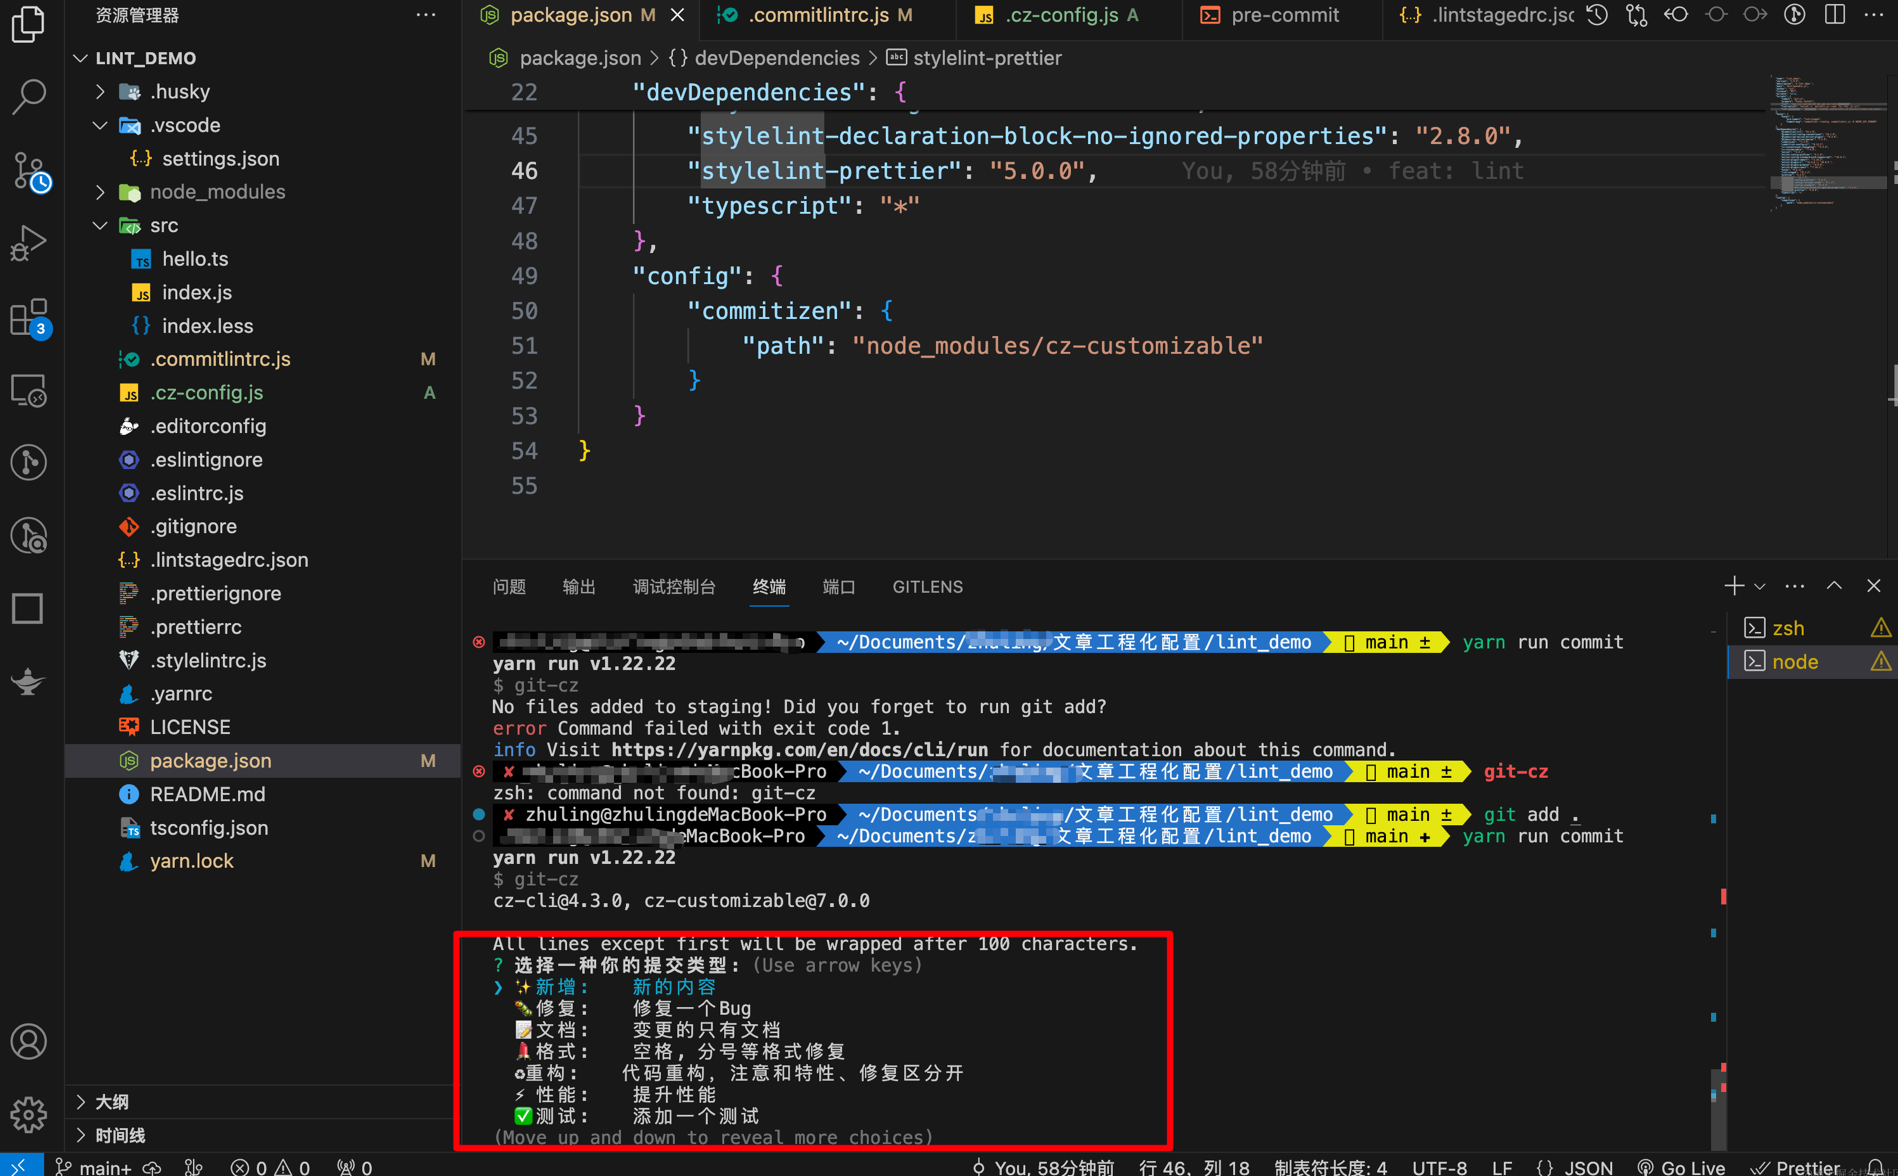 资源管理器
LINT_DEMO
.husky
.vscode
settings.json
node_modules
src
hello.ts
index.js
index.less
.commitlintrc.js M
.cz-config.js A
.editorconfig
.eslintignore
.eslintrc.js
.gitignore
.lintstagedrc.json
.prettierignore
.prettierrc
.stylelintrc.js
.yarnrc
LICENSE
package.json M
README.md
tsconfig.json
yarn.lock M
大纲
时间线
package.json M .commitlintrc.js M .cz-config.js A pre-commit .lintstagedrc.jsc
package.json > {} devDependencies > stylelint-prettier
22 "devDependencies": {
45 "stylelint-declaration-block-no-ignored-properties": "2.8.0",
46 "stylelint-prettier": "5.0.0", You, 58分钟前 • feat: lint
47 "typescript": "*"
48 },
49 "config": {
50 "commitizen": {
51 "path": "node_modules/cz-customizable"
52 }
53 }
54 }
55
问题 输出 调试控制台 终端 端口 GITLENS
zsh
node
~/Documents/ 文章工程化配置/lint_demo main ± yarn run commit
yarn run v1.22.22
$ git-cz
No files added to staging! Did you forget to run git add?
error Command failed with exit code 1.
info Visit https://yarnpkg.com/en/docs/cli/run for documentation about this command.
✘ cBook-Pro ~/Documents/ 文章工程化配置/lint_demo main ± git-cz
zsh: command not found: git-cz
✘ zhuling@zhulingdeMacBook-Pro ~/Documents/ /文章工程化配置/lint_demo main ± git add .
deMacBook-Pro ~/Documents/ 文章工程化配置/lint_demo main + yarn run commit
yarn run v1.22.22
$ git-cz
cz-cli@4.3.0, cz-customizable@7.0.0
All lines except first will be wrapped after 100 characters.
? 选择一种你的提交类型: (Use arrow keys)
❯ ✨新增: 新的内容
🐛修复: 修复一个Bug
📝文档: 变更的只有文档
💄格式: 空格, 分号等格式修复
♻重构: 代码重构, 注意和特性、修复区分开
⚡ 性能: 提升性能
✅测试: 添加一个测试
(Move up and down to reveal more choices)
3
main+ 0 0 0 You, 58分钟前 行 46, 列 18 制表符长度: 4 UTF-8 LF {} JSON Go Live Prettier